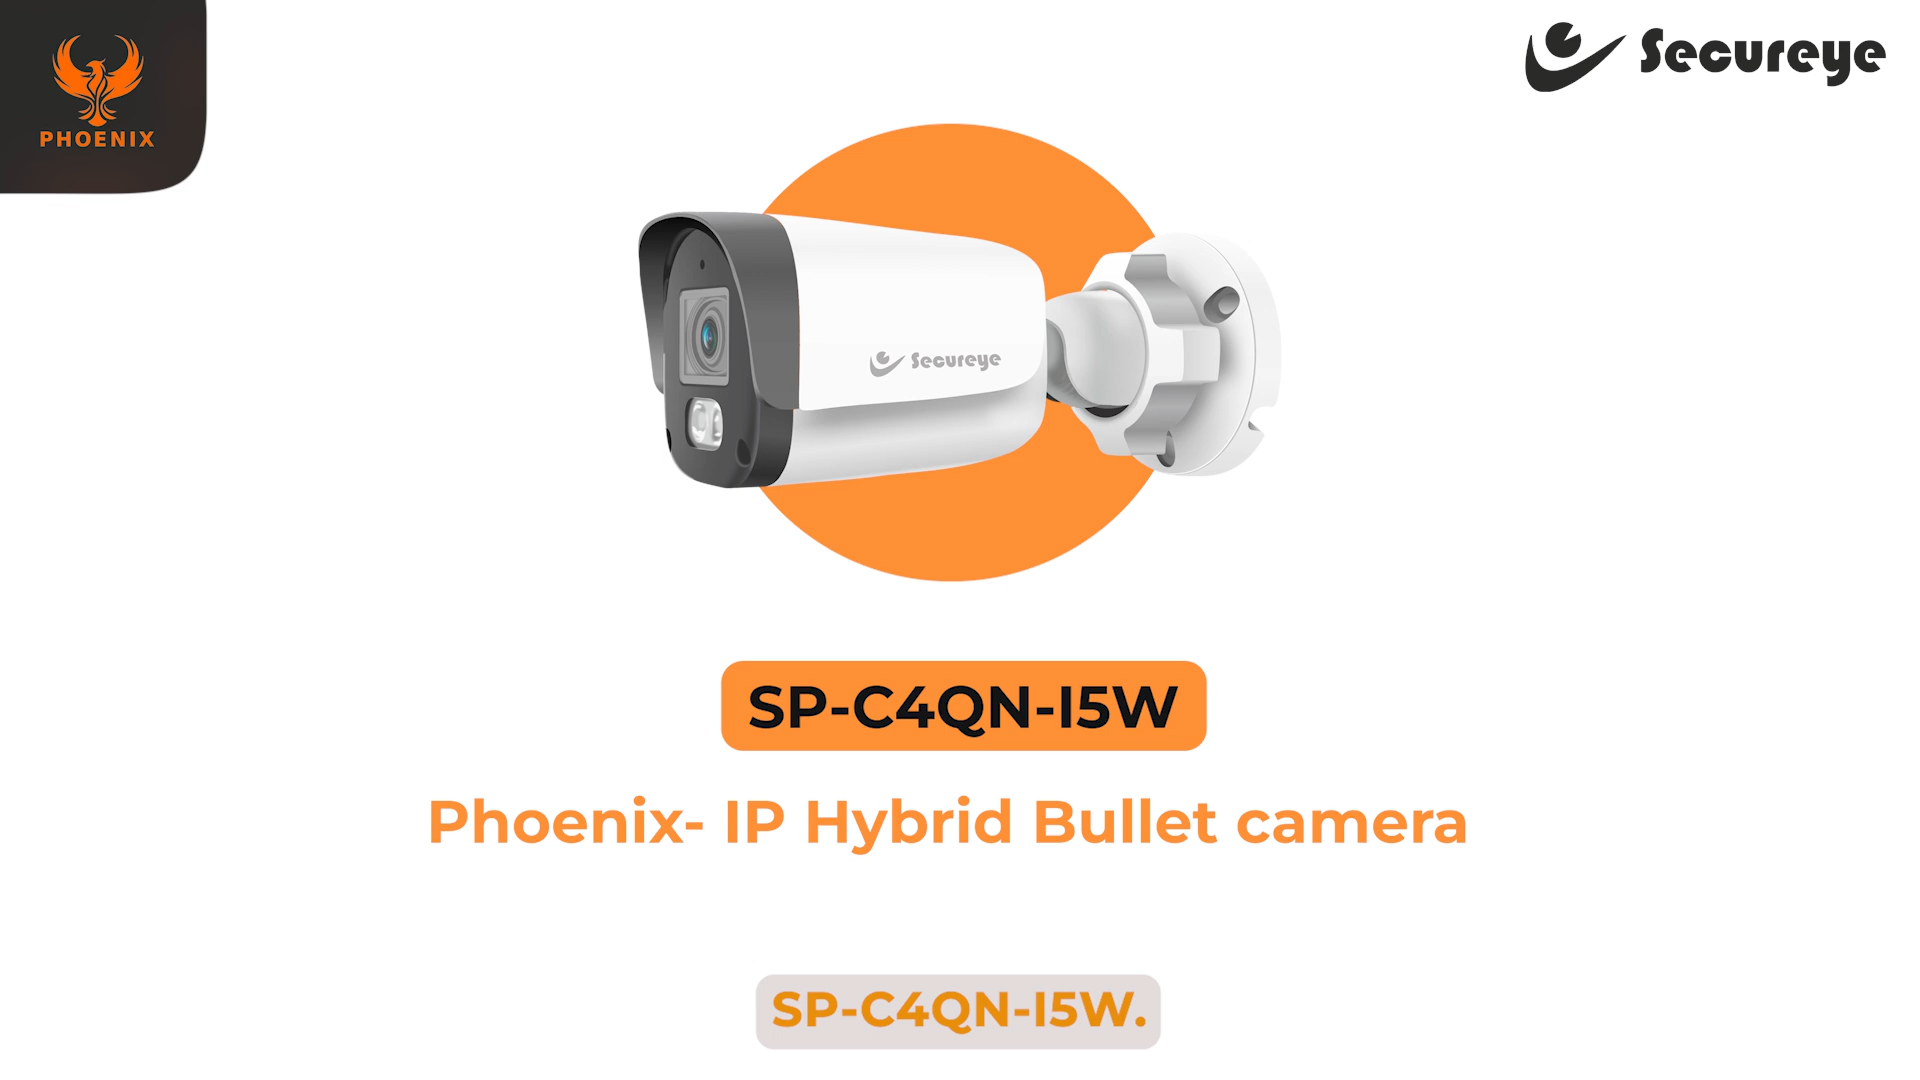 PHOENIX
Secureye
Secureye
SP-C4QN-I5W
Phoenix- IP Hybrid Bullet camera
SP-C4QN-I5W.